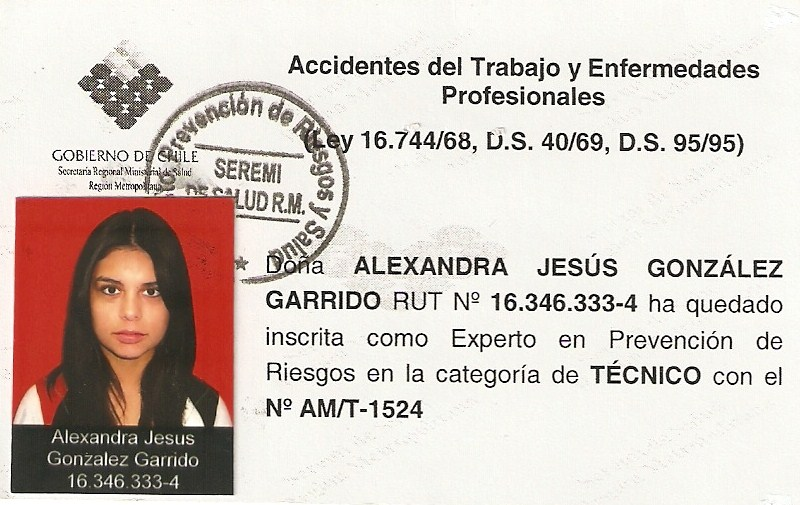 Accidentes del Trabajo y Enfermedades
Profesionales
(Ley 16.744/68, D.S. 40/69, D.S. 95/95)
GOBIERNO DE CHILE
Secretaría Regional Ministerial de Salud
Región Metropolitana
Prevención de Riesgos y Salud
SEREMI
DE SALUD R.M.
Doña ALEXANDRA JESÚS GONZÁLEZ
GARRIDO RUT Nº 16.346.333-4 ha quedado
inscrita como Experto en Prevención de
Riesgos en la categoría de TÉCNICO con el
Nº AM/T-1524
Alexandra Jesus
Gonzalez Garrido
16.346.333-4